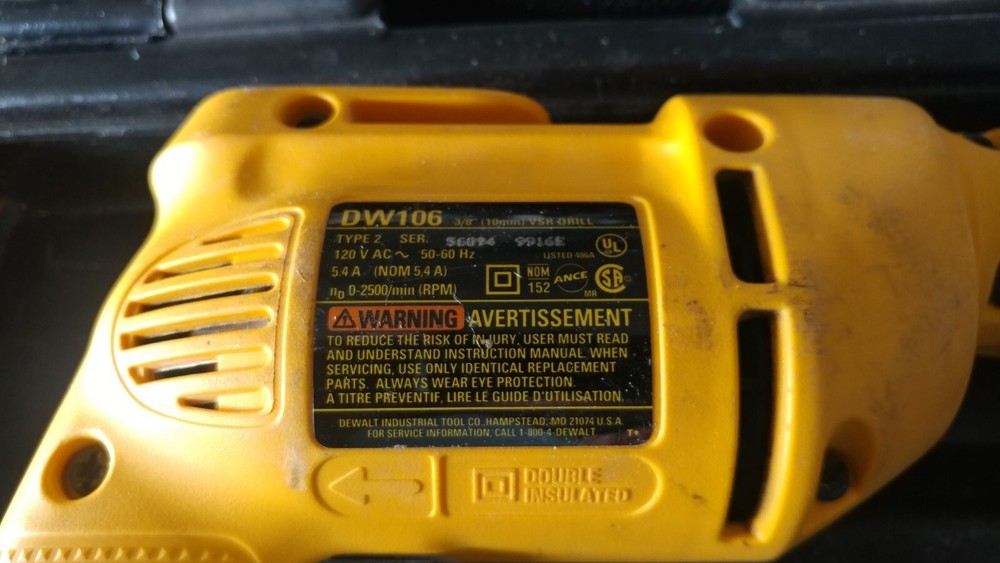 DW106 3/8" (10mm) VSR DRILL
TYPE 2 SER. 9916E
120 V AC ~ 50-60 Hz
UL
LISTED
5.4 A (NOM 5,4 A)
NOM
152
ANCE
MR
n0 0-2500/min (RPM)
WARNING AVERTISSEMENT
TO REDUCE THE RISK OF INJURY, USER MUST READ
AND UNDERSTAND INSTRUCTION MANUAL. WHEN
SERVICING, USE ONLY IDENTICAL REPLACEMENT
PARTS. ALWAYS WEAR EYE PROTECTION.
A TITRE PREVENTIF, LIRE LE GUIDE D'UTILISATION.
DEWALT INDUSTRIAL TOOL CO., HAMPSTEAD, MD 21074 U.S.A.
FOR SERVICE INFORMATION, CALL 1-800-4-DEWALT
DOUBLE
INSULATED